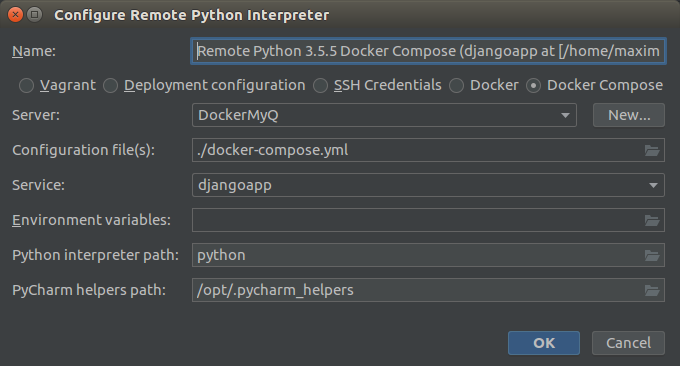 Configure Remote Python Interpreter
Name: Remote Python 3.5.5 Docker Compose (djangoapp at [/home/maxim
Vagrant Deployment configuration SSH Credentials Docker Docker Compose
Server: DockerMyQ New...
Configuration file(s): ./docker-compose.yml
Service: djangoapp
Environment variables:
Python interpreter path: python
PyCharm helpers path: /opt/.pycharm_helpers
OK Cancel